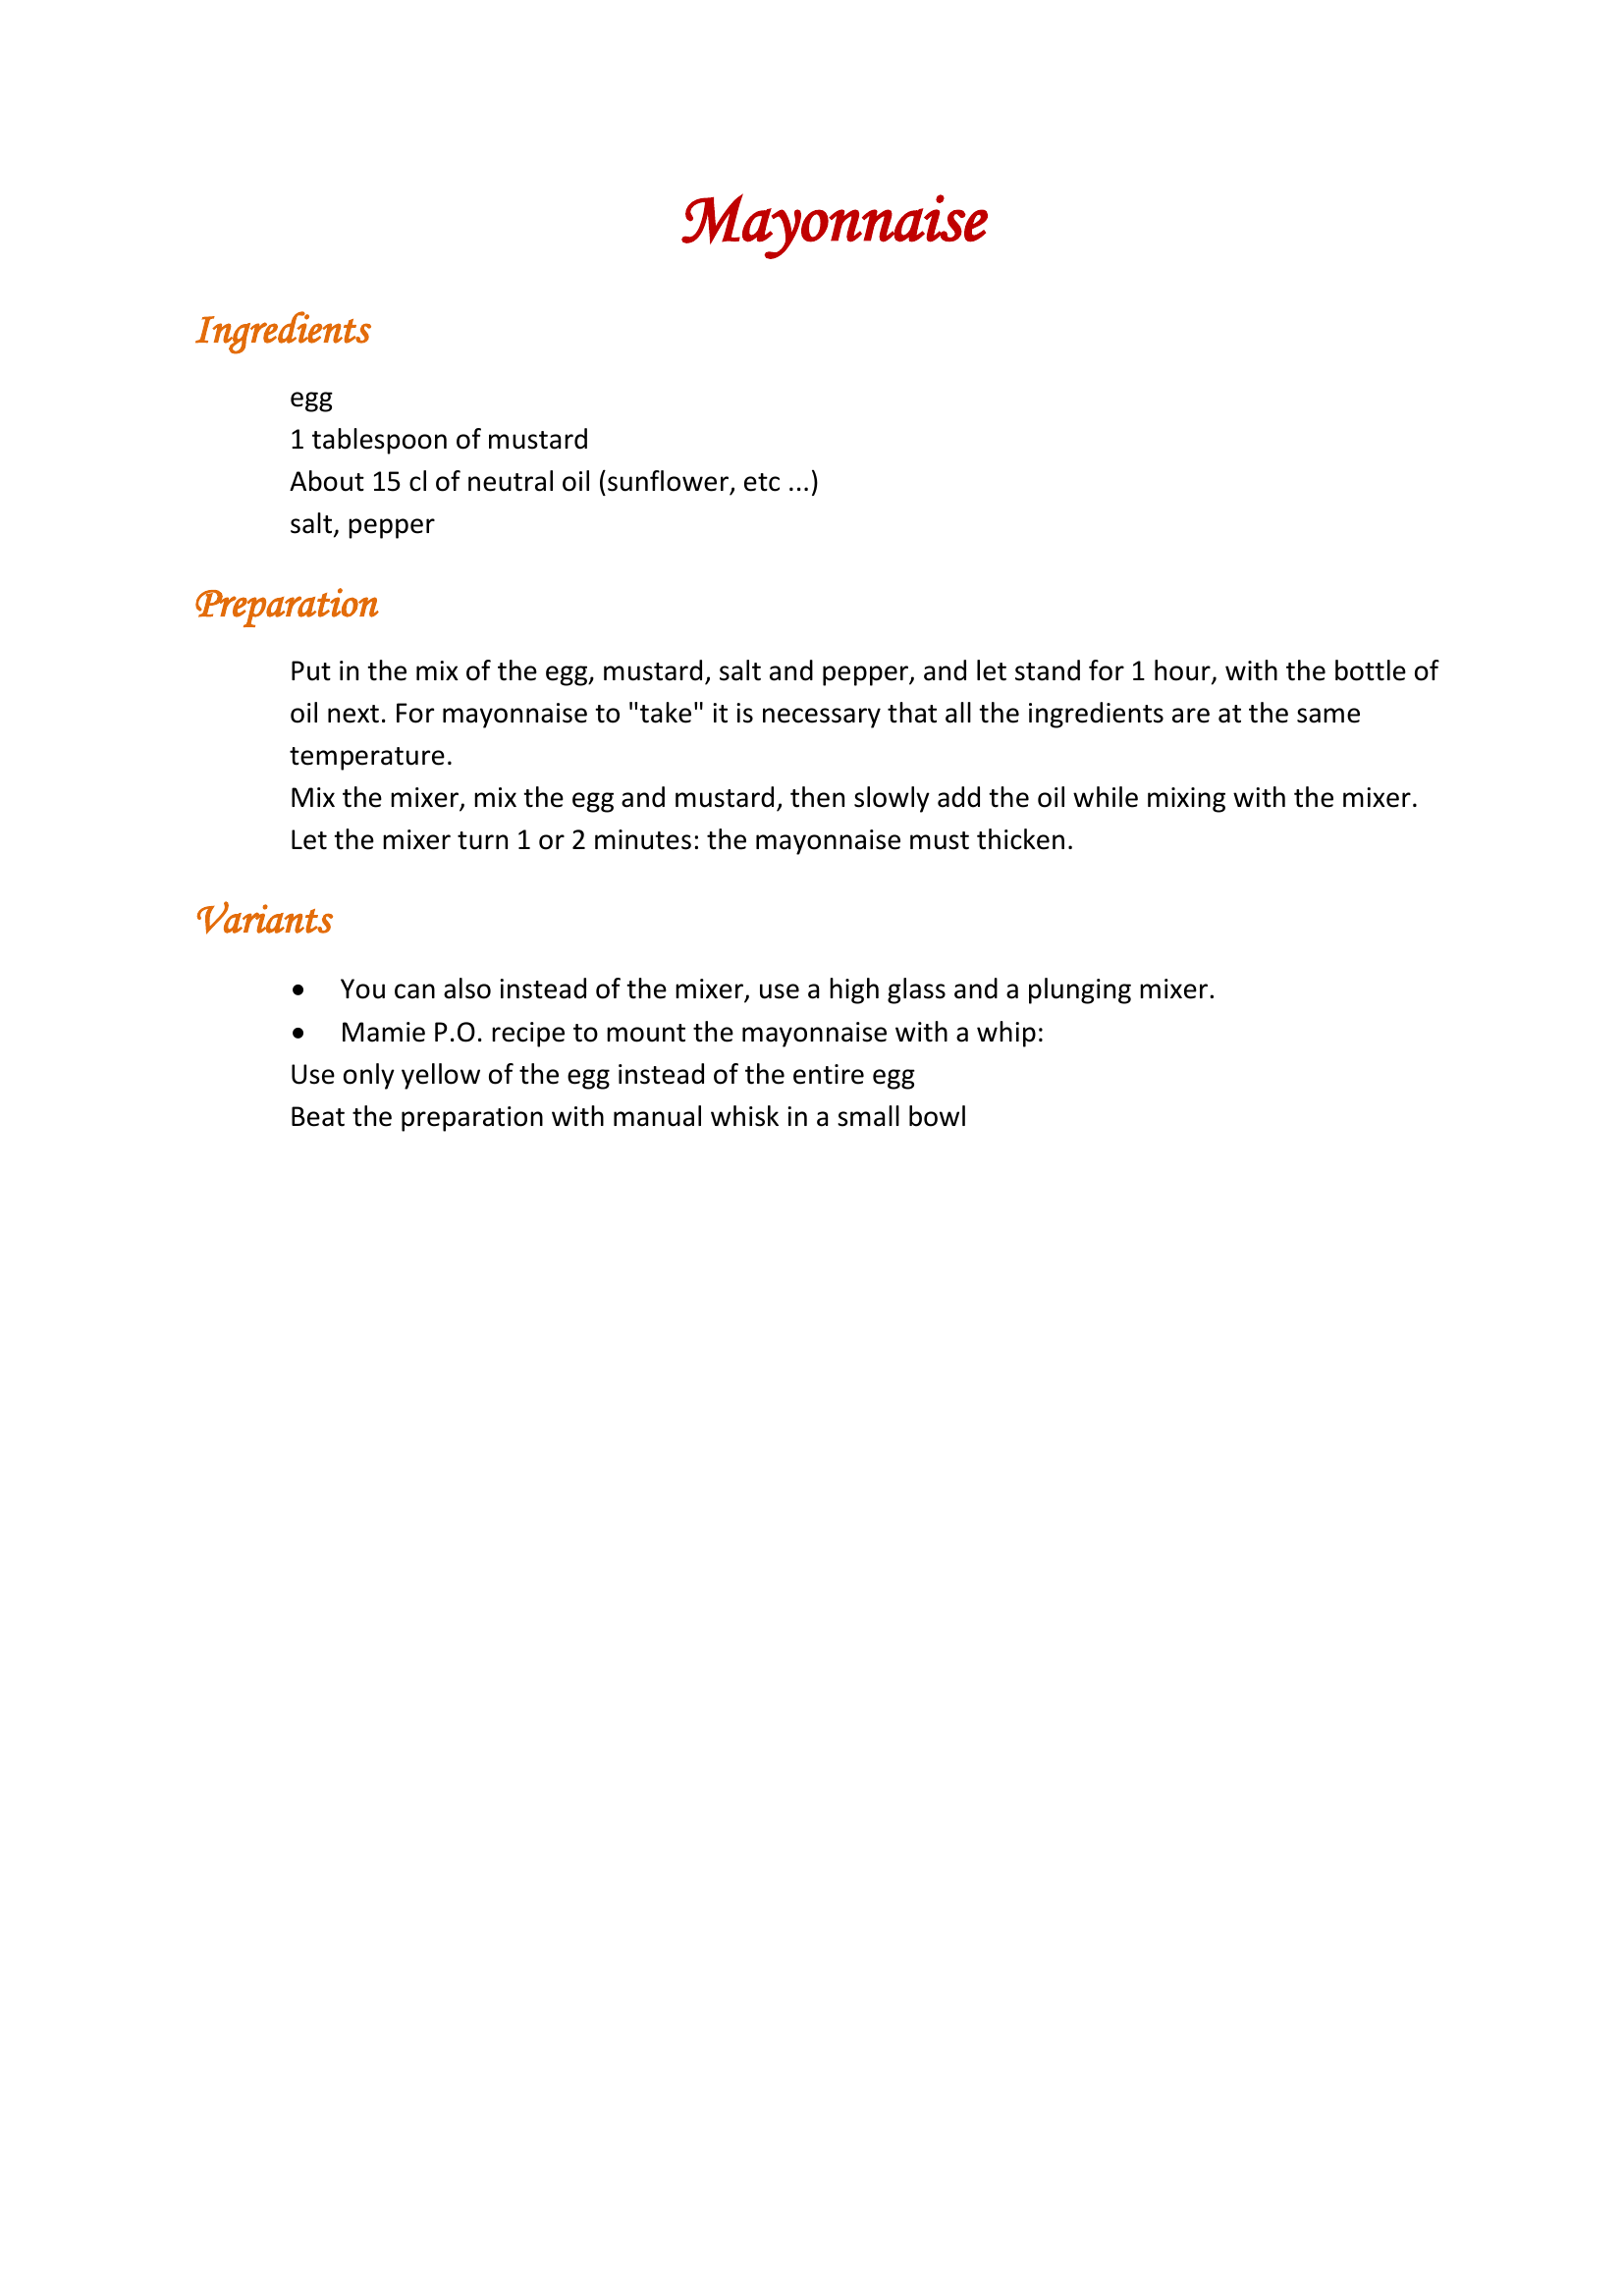 Mayonnaise
Ingredients
egg
1 tablespoon of mustard
About 15 cl of neutral oil (sunflower, etc ...)
salt, pepper
Preparation
Put in the mix of the egg, mustard, salt and pepper, and let stand for 1 hour, with the bottle of
oil next. For mayonnaise to "take" it is necessary that all the ingredients are at the same
temperature.
Mix the mixer, mix the egg and mustard, then slowly add the oil while mixing with the mixer.
Let the mixer turn 1 or 2 minutes: the mayonnaise must thicken.
Variants
• You can also instead of the mixer, use a high glass and a plunging mixer.
• Mamie P.O. recipe to mount the mayonnaise with a whip:
Use only yellow of the egg instead of the entire egg
Beat the preparation with manual whisk in a small bowl